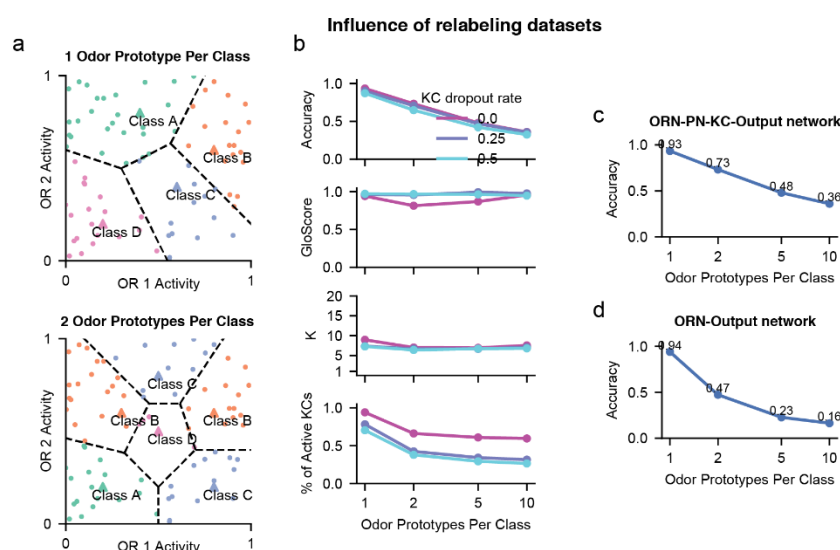 Influence of relabeling datasets
a
1 Odor Prototype Per Class
1
OR 2 Activity
0
Class A
Class B
Class C
Class D
0
1
OR 1 Activity
2 Odor Prototypes Per Class
1
OR 2 Activity
0
Class C
Class B
Class B
Class D
Class A
Class C
0
1
OR 1 Activity
b
Accuracy
1.0
0.5
0.0
KC dropout rate
0.0
0.25
0.5
GloScore
1.0
0.5
0.0
K
20
15
10
5
1
% of Active KCs
1.0
0.5
0.0
1
2
5
10
Odor Prototypes Per Class
c
ORN-PN-KC-Output network
Accuracy
1.0
0.5
0.0
0.93
0.73
0.48
0.36
1
2
5
10
Odor Prototypes Per Class
d
ORN-Output network
Accuracy
1.0
0.5
0.0
0.94
0.47
0.23
0.16
1
2
5
10
Odor Prototypes Per Class